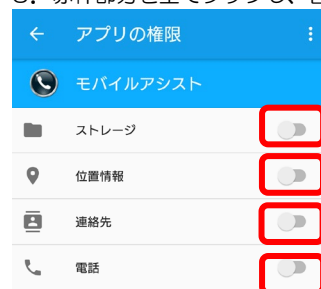 アプリの権限
モバイルアシスト
ストレージ
位置情報
連絡先
電話